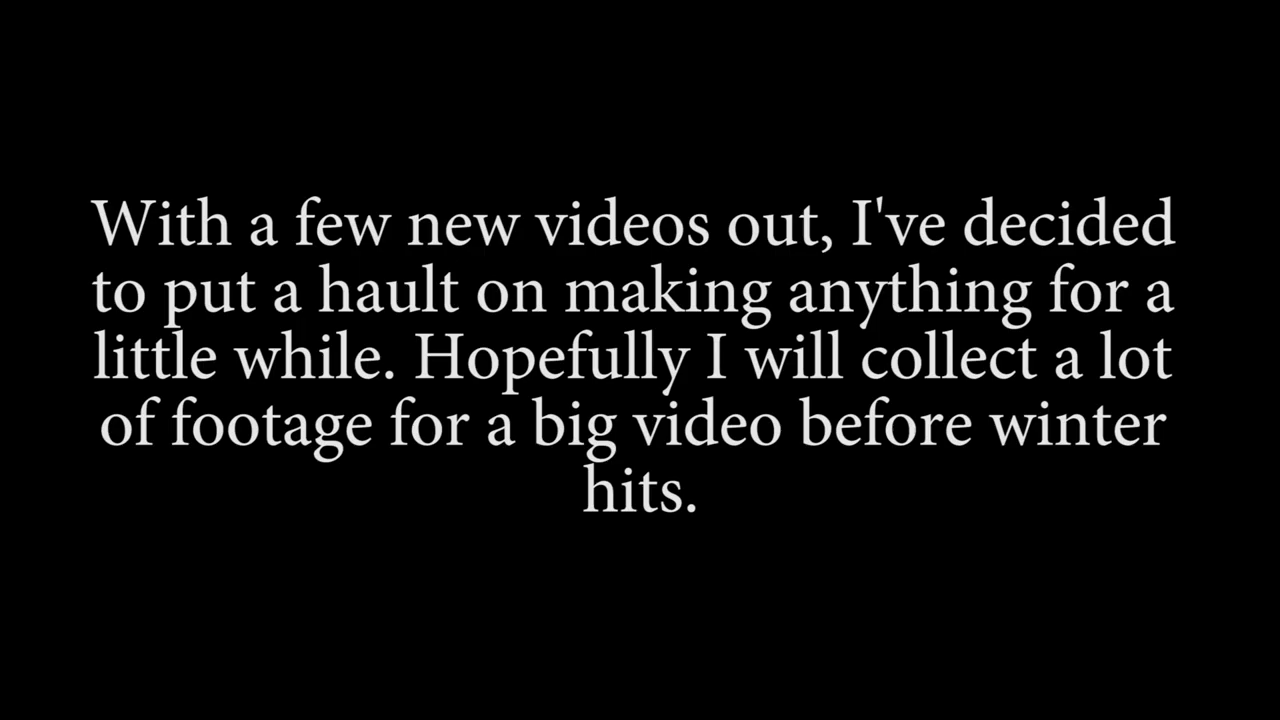 With a few new videos out, I've decided
to put a hault on making anything for a
little while. Hopefully I will collect a lot
of footage for a big video before winter
hits.